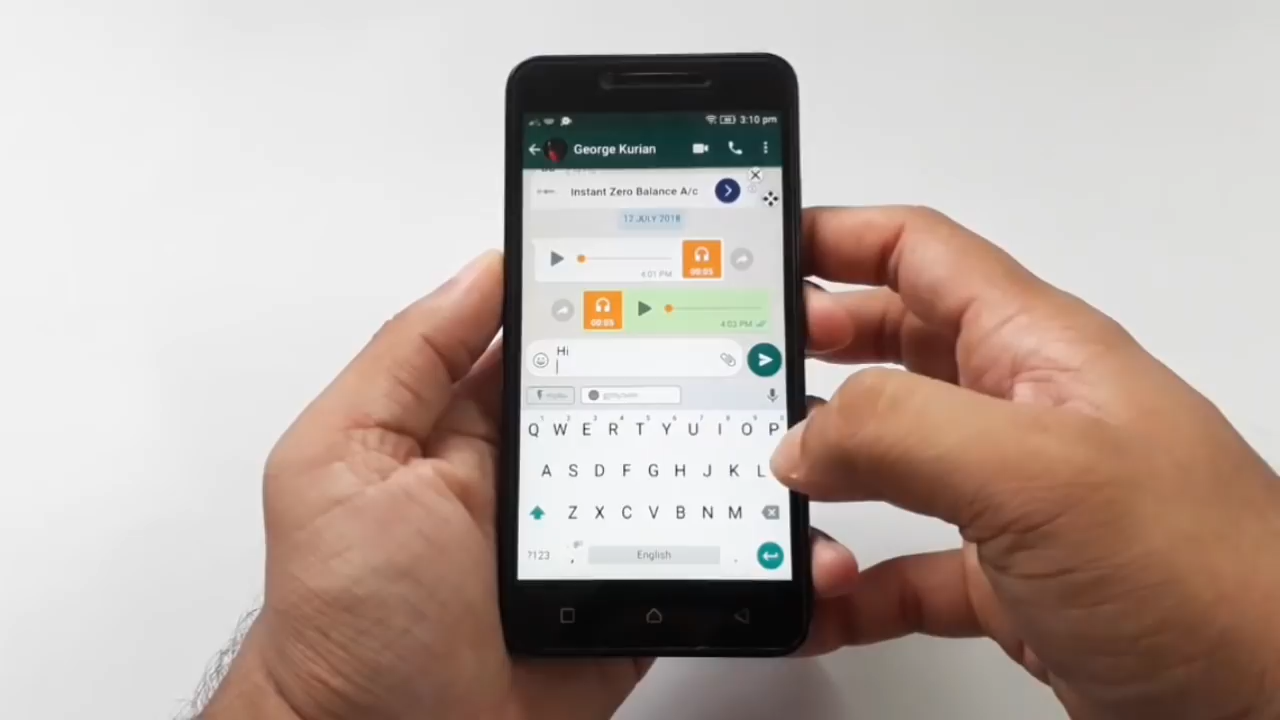 3:10 pm
George Kurian
Instant Zero Balance A/c
12 JULY 2018
4:01 PM
00:05
00:05
4:03 PM
Hi
Q W E R T Y U I O P
A S D F G H J K L
Z X C V B N M
?123 , English .